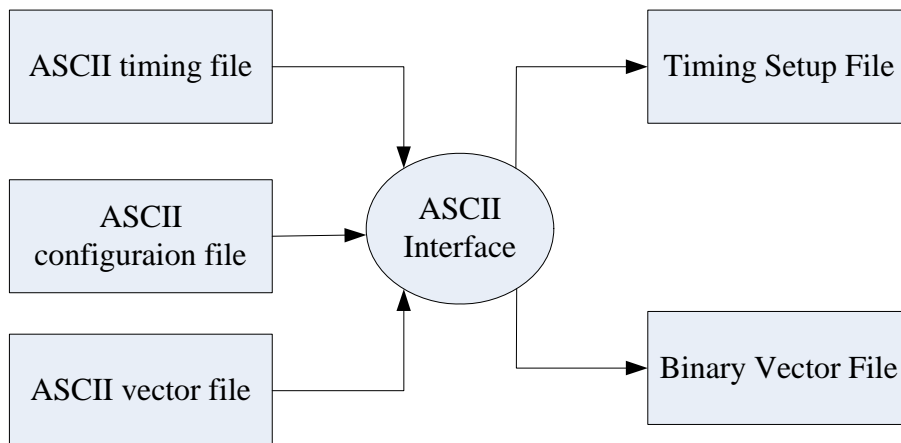 ASCII timing file
ASCII
configuraion file
ASCII vector file
ASCII
Interface
Timing Setup File
Binary Vector File